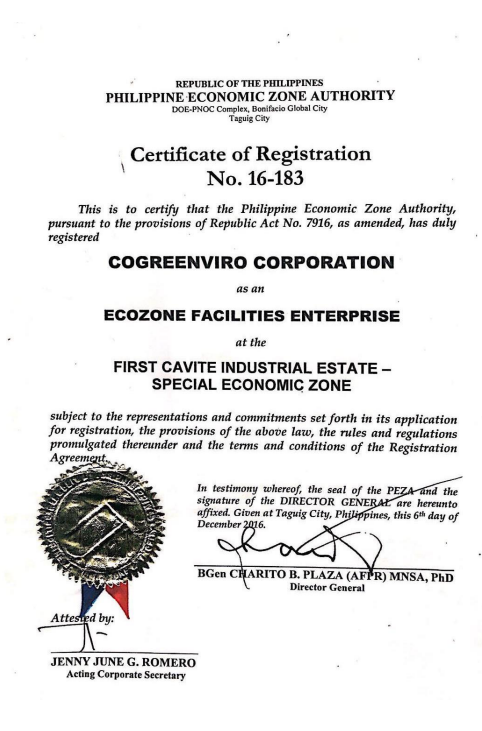 REPUBLIC OF THE PHILIPPINES
PHILIPPINE ECONOMIC ZONE AUTHORITY
DOE-PNOC Complex, Bonifacio Global City
Taguig City
Certificate of Registration
No. 16-183
This is to certify that the Philippine Economic Zone Authority,
pursuant to the provisions of Republic Act No. 7916, as amended, has duly
registered
COGREENVIRO CORPORATION
as an
ECOZONE FACILITIES ENTERPRISE
at the
FIRST CAVITE INDUSTRIAL ESTATE –
SPECIAL ECONOMIC ZONE
subject to the representations and commitments set forth in its application
for registration, the provisions of the above law, the rules and regulations
promulgated thereunder and the terms and conditions of the Registration
Agreement.
In testimony whereof, the seal of the PEZA and the
signature of the DIRECTOR GENERAL are hereunto
affixed. Given at Taguig City, Philippines, this 6th day of
December 2016.
BGen CHARITO B. PLAZA (AFPR) MNSA, PhD
Director General
Attested by:
JENNY JUNE G. ROMERO
Acting Corporate Secretary